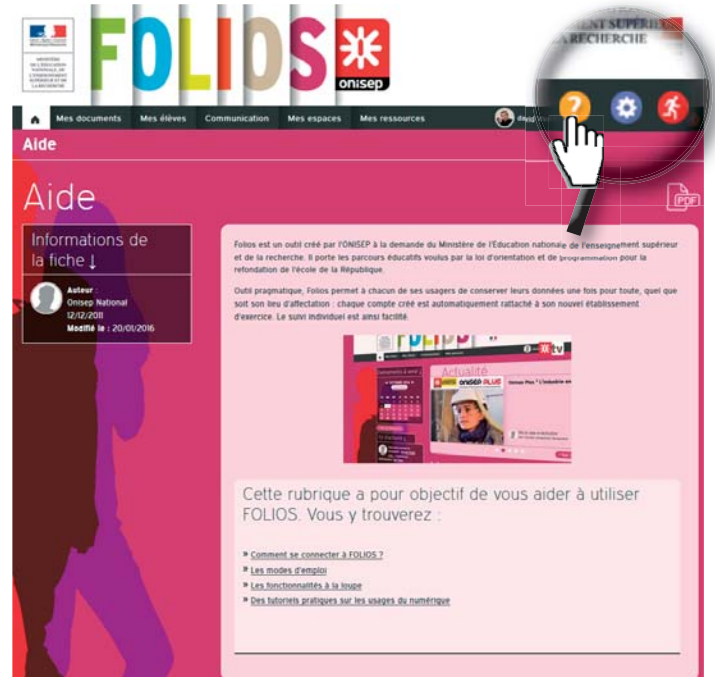 MINISTÈRE
DE L'ÉDUCATION
NATIONALE, DE
L'ENSEIGNEMENT
SUPÉRIEUR ET DE
LA RECHERCHE
FOLIOS
onisep
LA RECHERCHE
Mes documents Mes élèves Communication Mes espaces Mes ressources david
?
Aide
Aide
PDF
Informations de
la fiche ↓
Auteur :
Onisep National
12/12/2011
Modifié le : 20/01/2016
Folios est un outil créé par l'ONISEP à la demande du Ministère de l'Education nationale de l'enseignement supérieur
et de la recherche. Il porte les parcours éducatifs voulus par la loi d'orientation et de programmation pour la
refondation de l'école de la République.
Outil pragmatique, Folios permet à chacun de ses usagers de conserver leurs données une fois pour toute, quel que
soit son lieu d'affectation : chaque compte créé est automatiquement rattaché à son nouvel établissement
d'exercice. Le suivi individuel est ainsi facilité.
tv
Actualité
onisep PLUS
Cette rubrique a pour objectif de vous aider à utiliser
FOLIOS. Vous y trouverez :
» Comment se connecter à FOLIOS ?
» Les modes d'emploi
» Les fonctionnalités à la loupe
» Des tutoriels pratiques sur les usages du numérique